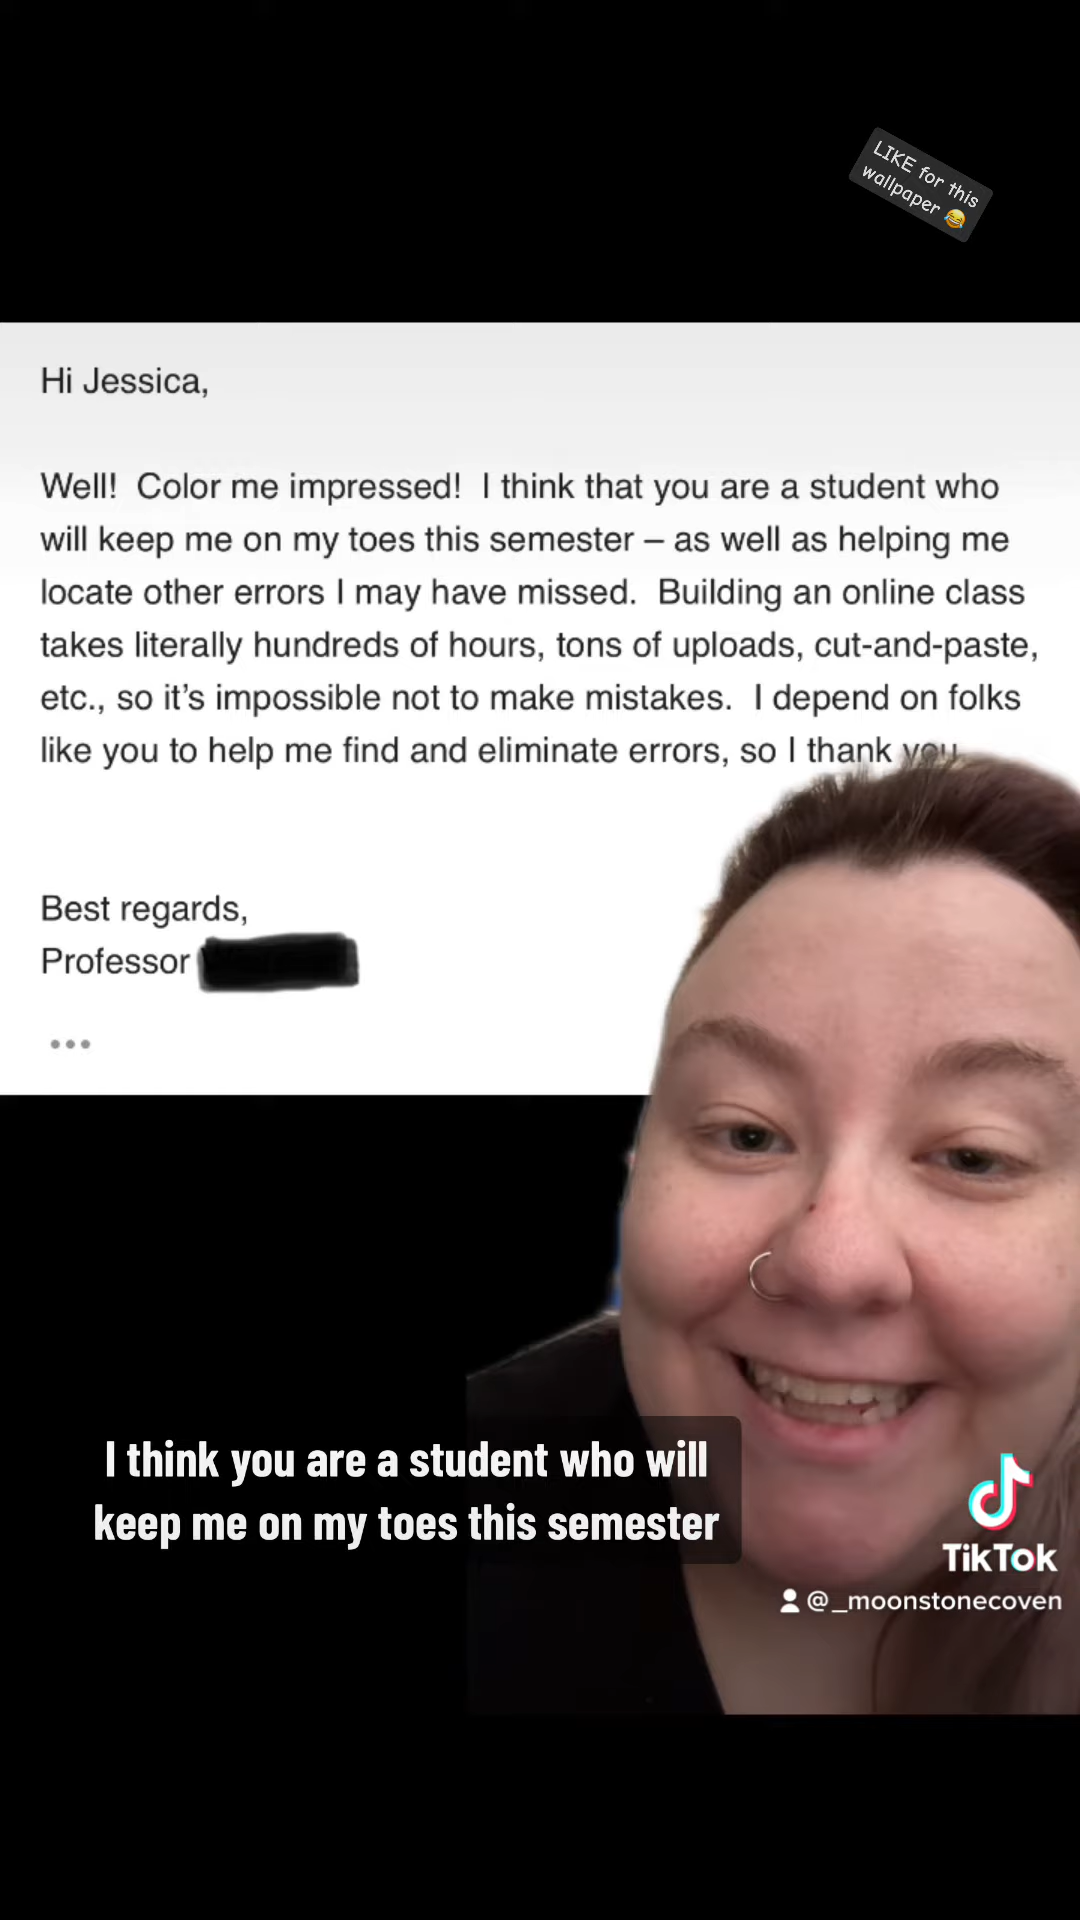 LIKE for this
wallpaper 😂
Hi Jessica,
Well!  Color me impressed!  I think that you are a student who
will keep me on my toes this semester – as well as helping me
locate other errors I may have missed.  Building an online class
takes literally hundreds of hours, tons of uploads, cut-and-paste,
etc., so it’s impossible not to make mistakes.  I depend on folks
like you to help me find and eliminate errors, so I thank you
Best regards,
Professor
I think you are a student who will
keep me on my toes this semester
TikTok
@_moonstonecoven